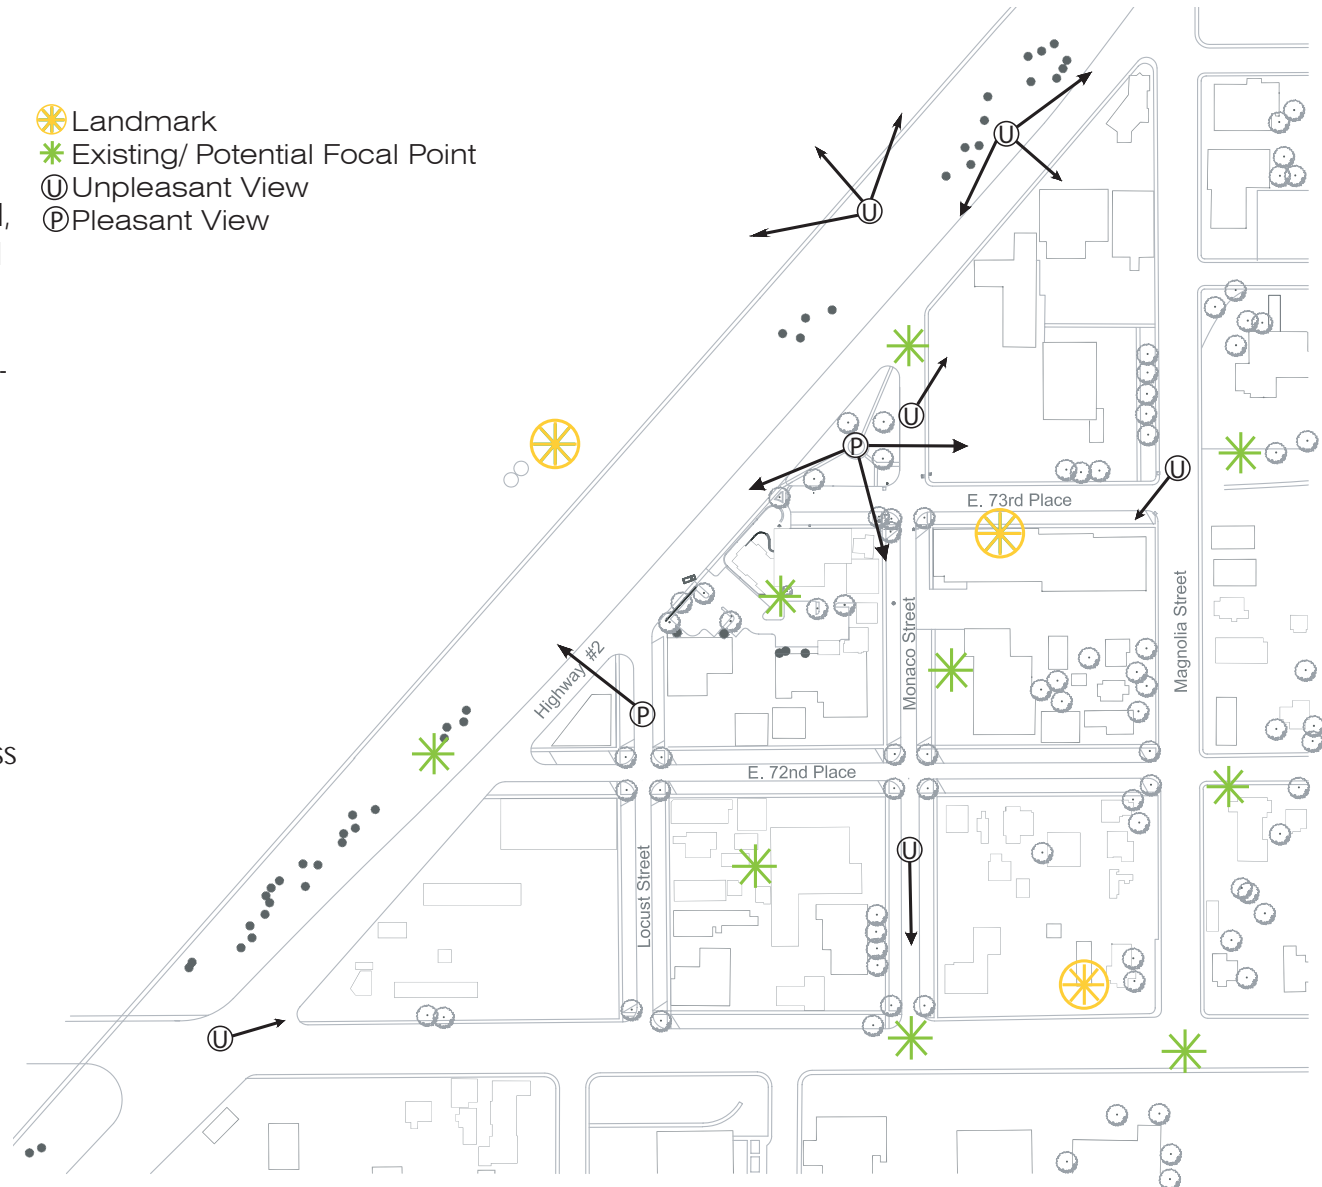 Landmark
Existing/ Potential Focal Point
U Unpleasant View
P Pleasant View
l,
-
ss
U
U
U
P
U
E. 73rd Place
Monaco Street
Magnolia Street
Highway #2
P
E. 72nd Place
U
Locust Street
U